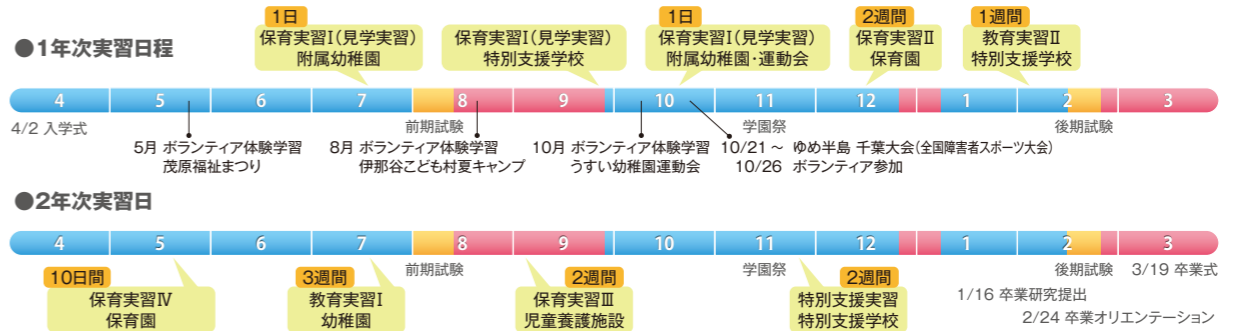 ●1年次実習日程
1日
保育実習Ⅰ(見学実習)
附属幼稚園
保育実習Ⅰ(見学実習)
特別支援学校
1日
保育実習Ⅰ(見学実習)
附属幼稚園・運動会
2週間
保育実習Ⅱ
保育園
1週間
教育実習Ⅱ
特別支援学校
4 5 6 7 8 9 10 11 12 1 2 3
4/2 入学式
前期試験
学園祭
後期試験
5月 ボランティア体験学習
茂原福祉まつり
8月 ボランティア体験学習
伊那谷こども村夏キャンプ
10月 ボランティア体験学習
うすい幼稚園運動会
10/21～ ゆめ半島 千葉大会(全国障害者スポーツ大会)
10/26 ボランティア参加
●2年次実習日
4 5 6 7 8 9 10 11 12 1 2 3
前期試験
学園祭
後期試験
3/19 卒業式
10日間
保育実習Ⅳ
保育園
3週間
教育実習Ⅰ
幼稚園
2週間
保育実習Ⅲ
児童養護施設
2週間
特別支援実習
特別支援学校
1/16 卒業研究提出
2/24 卒業オリエンテーション